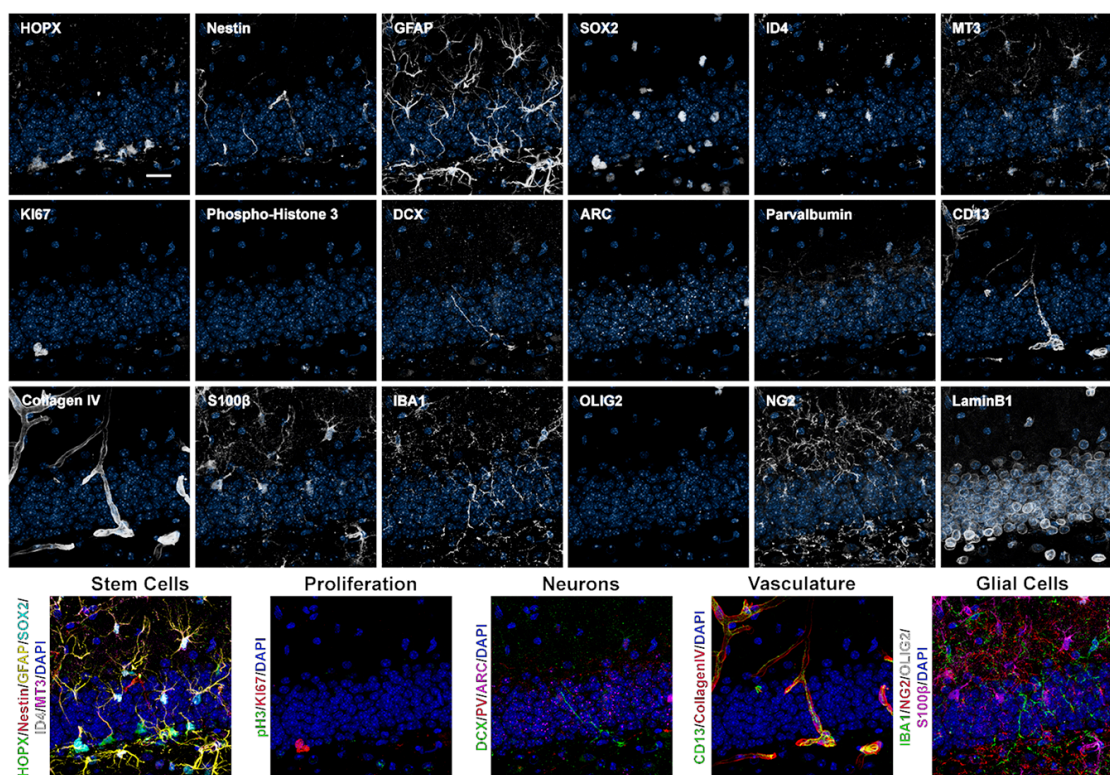 HOPX
Nestin
GFAP
SOX2
ID4
MT3
KI67
Phospho-Histone 3
DCX
ARC
Parvalbumin
CD13
Collagen IV
S100β
IBA1
OLIG2
NG2
LaminB1
Stem Cells
Proliferation
Neurons
Vasculature
Glial Cells
HOPX/Nestin/GFAP/SOX2/
ID4/MT3/DAPI
pH3/KI67/DAPI
DCX/PV/ARC/DAPI
CD13/CollagenIV/DAPI
IBA1/NG2/OLIG2/
S100β/DAPI